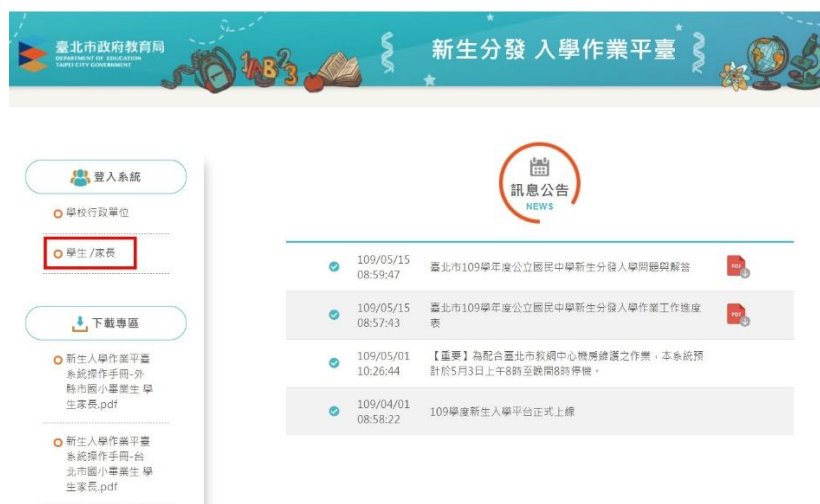 臺北市政府教育局
DEPARTMENT OF EDUCATION
TAIPEI CITY GOVERNMENT
1 2
A B 3
新生分發 入學作業平臺
登入系統
學校行政單位
學生 /家長
下載專區
新生入學作業平臺
系統操作手冊-外
縣市國小畢業生 學
生家長.pdf
新生入學作業平臺
系統操作手冊-台
北市國小畢業生 學
生家長.pdf
訊息公告
NEWS
109/05/15
08:59:47
臺北市109學年度公立國民中學新生分發入學問題與解答
PDF
109/05/15
08:57:43
臺北市109學年度公立國民中學新生分發入學作業工作進度
表
PDF
109/05/01
10:26:44
【重要】為配合臺北市教網中心機房維護之作業，本系統預
計於5月3日上午8時至晚間8時停機。
109/04/01
08:58:22
109學度新生入學平台正式上線